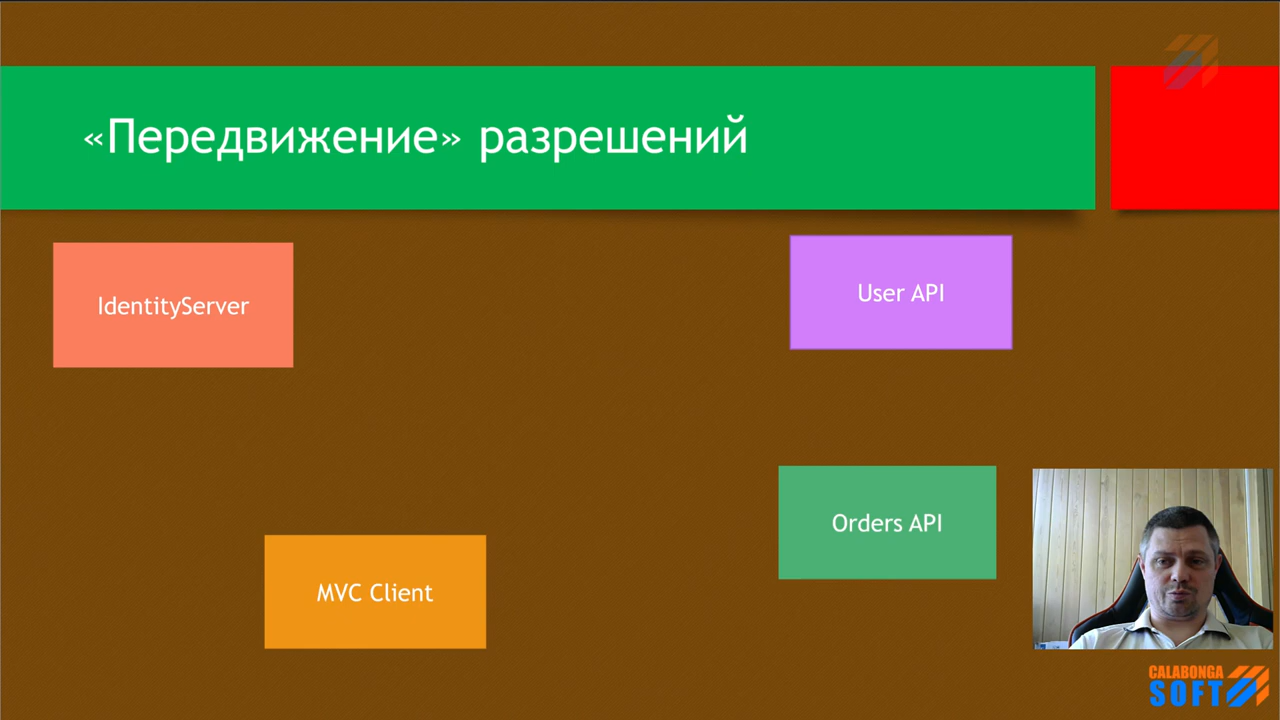 «Передвижение» разрешений
IdentityServer
User API
Orders API
MVC Client
CALABONGA
SOFT